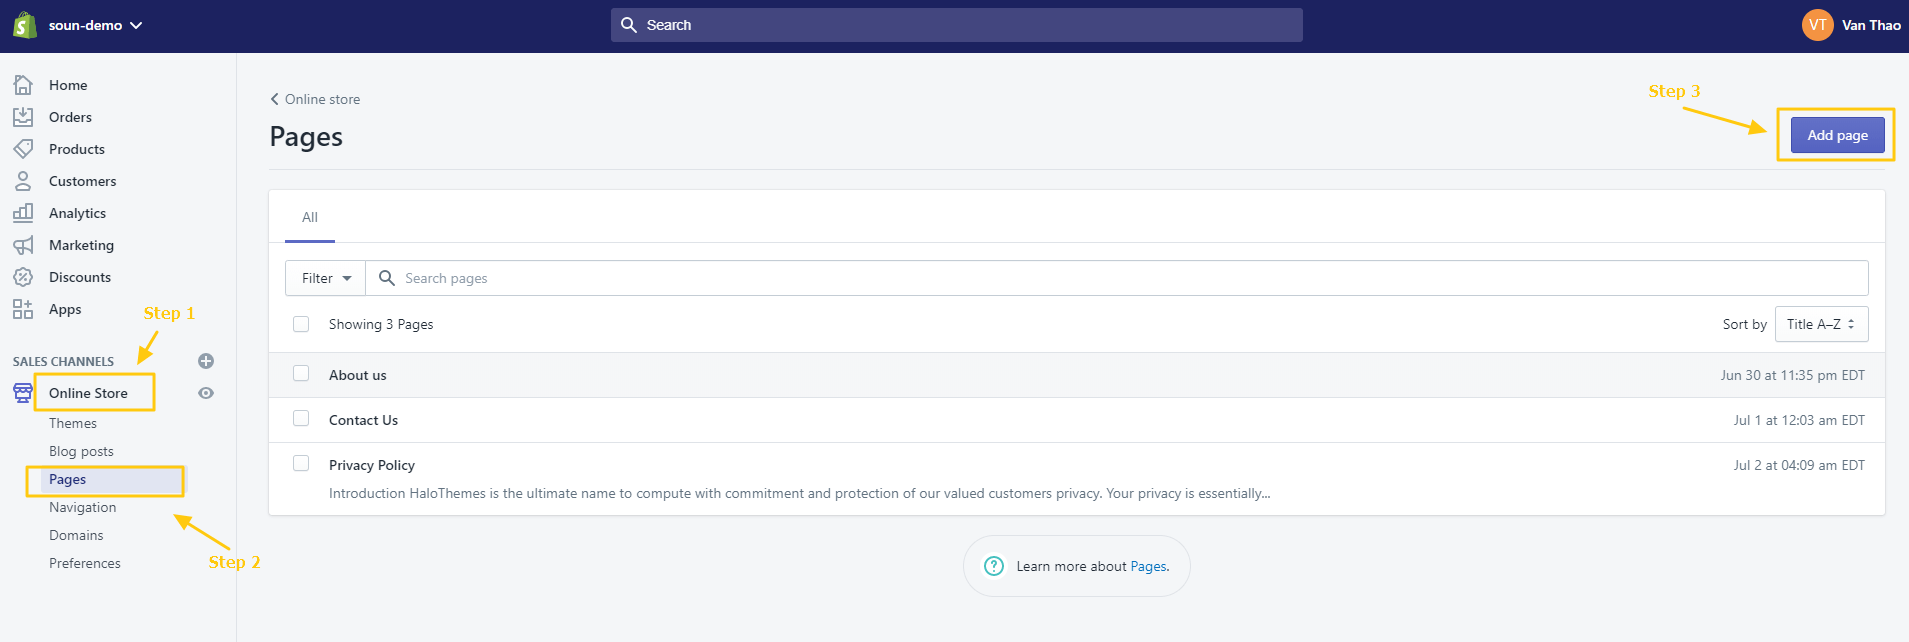 soun-demo
Search
VT Van Thao
Home
Orders
Products
Customers
Analytics
Marketing
Discounts
Apps
Step 1
SALES CHANNELS
Online Store
Themes
Blog posts
Pages
Navigation
Domains
Preferences
Step 2
Online store
Pages
Step 3
Add page
All
Filter
Search pages
Showing 3 Pages
Sort by Title A–Z
About us Jun 30 at 11:35 pm EDT
Contact Us Jul 1 at 12:03 am EDT
Privacy Policy Jul 2 at 04:09 am EDT
Introduction HaloThemes is the ultimate name to compute with commitment and protection of our valued customers privacy. Your privacy is essentially...
Learn more about Pages.